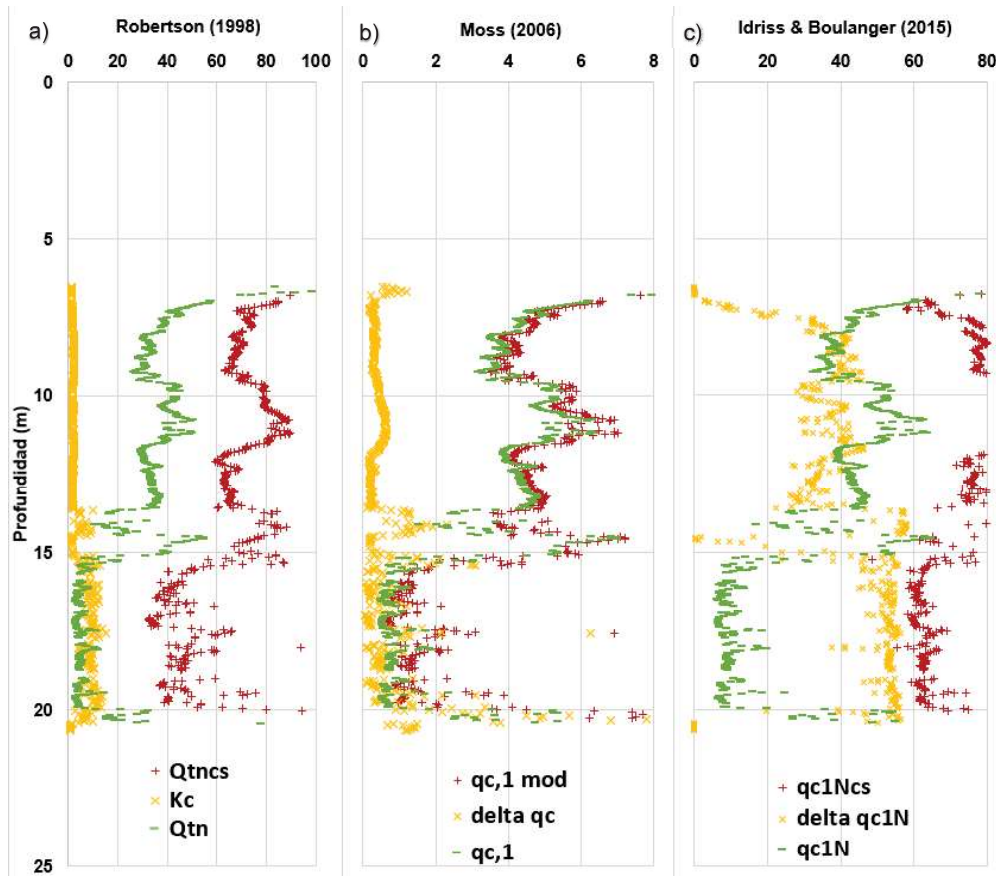 a) Robertson (1998)
0 20 40 60 80 100
b) Moss (2006)
0 2 4 6 8
c) Idriss & Boulanger (2015)
0 20 40 60 80
Profundidad (m)
0
5
10
15
20
25
Qtncs
Kc
Qtn
qc,1 mod
delta qc
qc,1
qc1Ncs
delta qc1N
qc1N